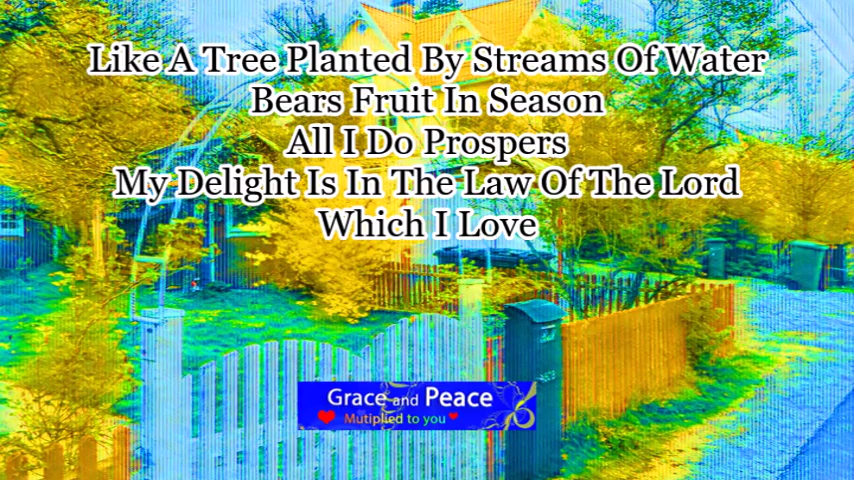 Like A Tree Planted By Streams Of Water
Bears Fruit In Season
All I Do Prospers
My Delight Is In The Law Of The Lord
Which I Love
Grace and Peace
Mutiplied to you